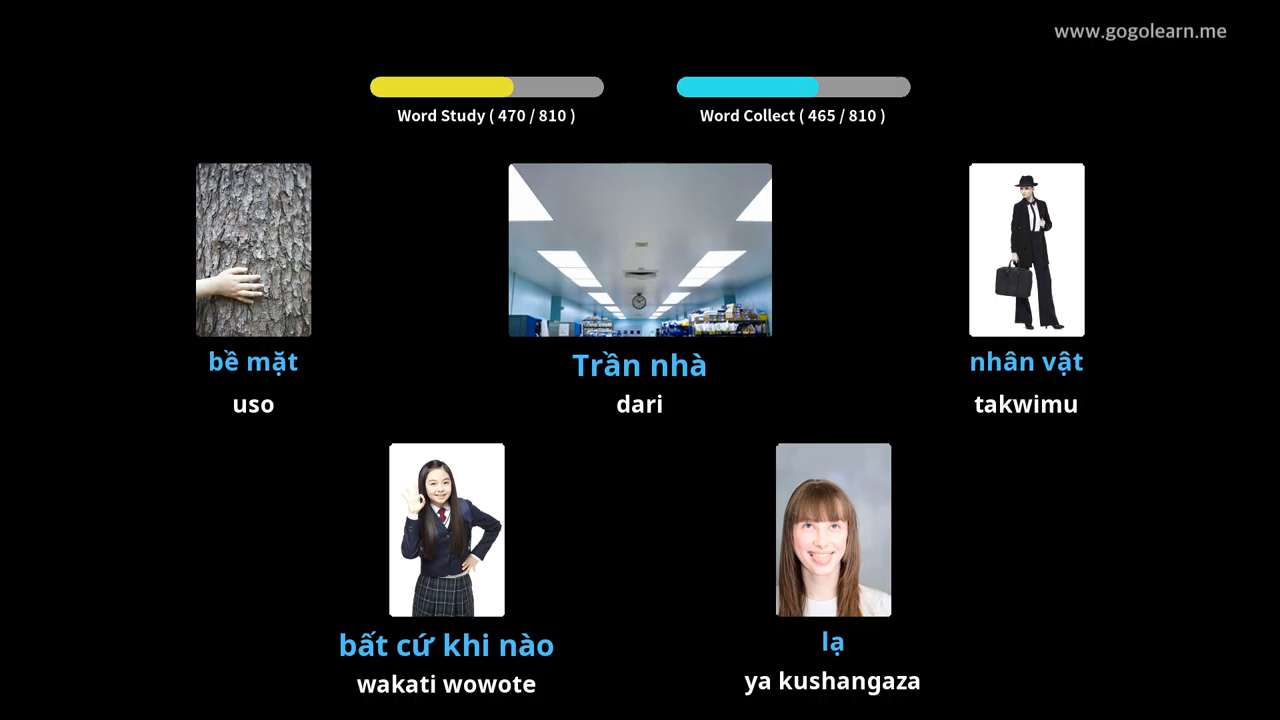 www.gogolearn.me
Word Study ( 470 / 810 )
Word Collect ( 465 / 810 )
bề mặt
uso
Trần nhà
dari
nhân vật
takwimu
bất cứ khi nào
wakati wowote
lạ
ya kushangaza